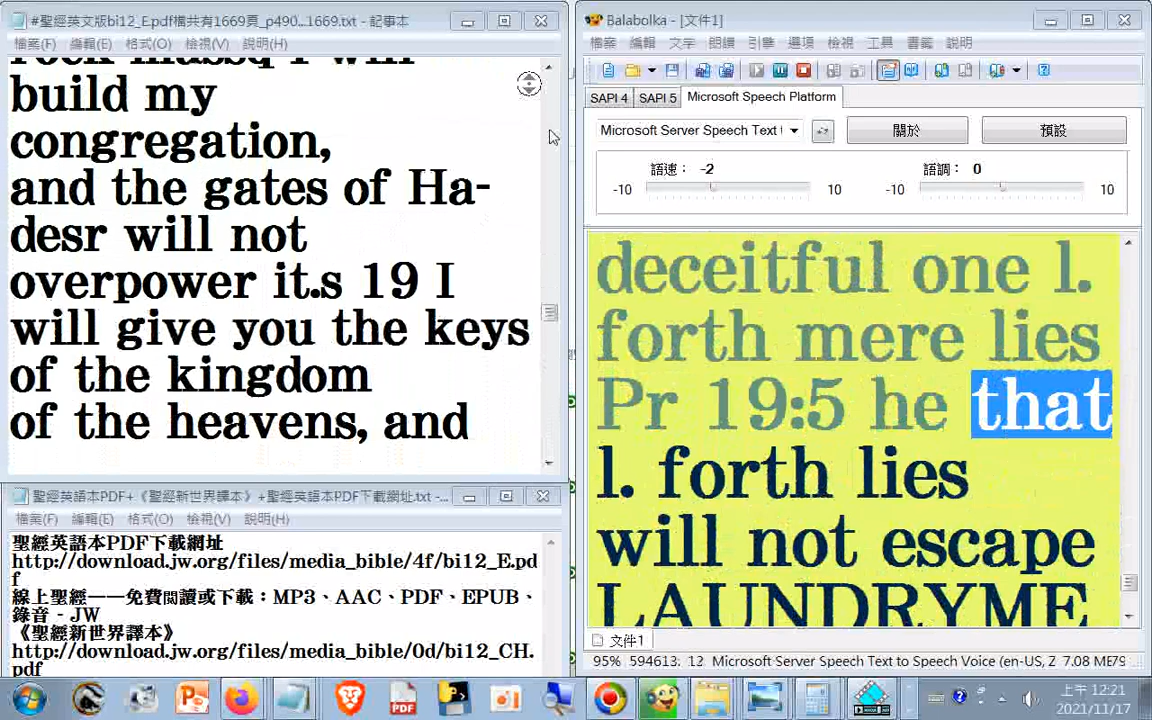 #聖經英文版bi12_E.pdf檔共有1669頁_p490...1669.txt - 記事本
檔案(F) 編輯(E) 格式(O) 檢視(V) 說明(H)
build my
congregation,
and the gates of Ha-
desr will not
overpower it.s 19 I
will give you the keys
of the kingdom
of the heavens, and
聖經英語本PDF+《聖經新世界譯本》+聖經英語本PDF下載網址.txt -...
檔案(F) 編輯(E) 格式(O) 檢視(V) 說明(H)
聖經英語本PDF下載網址
http://download.jw.org/files/media_bible/4f/bi12_E.pd
f
線上聖經——免費閱讀或下載：MP3、AAC、PDF、EPUB、
錄音 - JW
《聖經新世界譯本》
http://download.jw.org/files/media_bible/0d/bi12_CH.
pdf
Balabolka - [文件1]
檔案 編輯 文字 朗讀 引擎 選項 檢視 工具 書籤 說明
SAPI 4 SAPI 5 Microsoft Speech Platform
Microsoft Server Speech Text 關於 預設
語速： -2 語調： 0
-10 10 -10 10
deceitful one l.
forth mere lies
Pr 19:5 he that
l. forth lies
will not escape
LAUNDRYME
文件1
95% 594613: 12 Microsoft Server Speech Text to Speech Voice (en-US, Z 7.08 ME
上午 12:21
2021/11/17